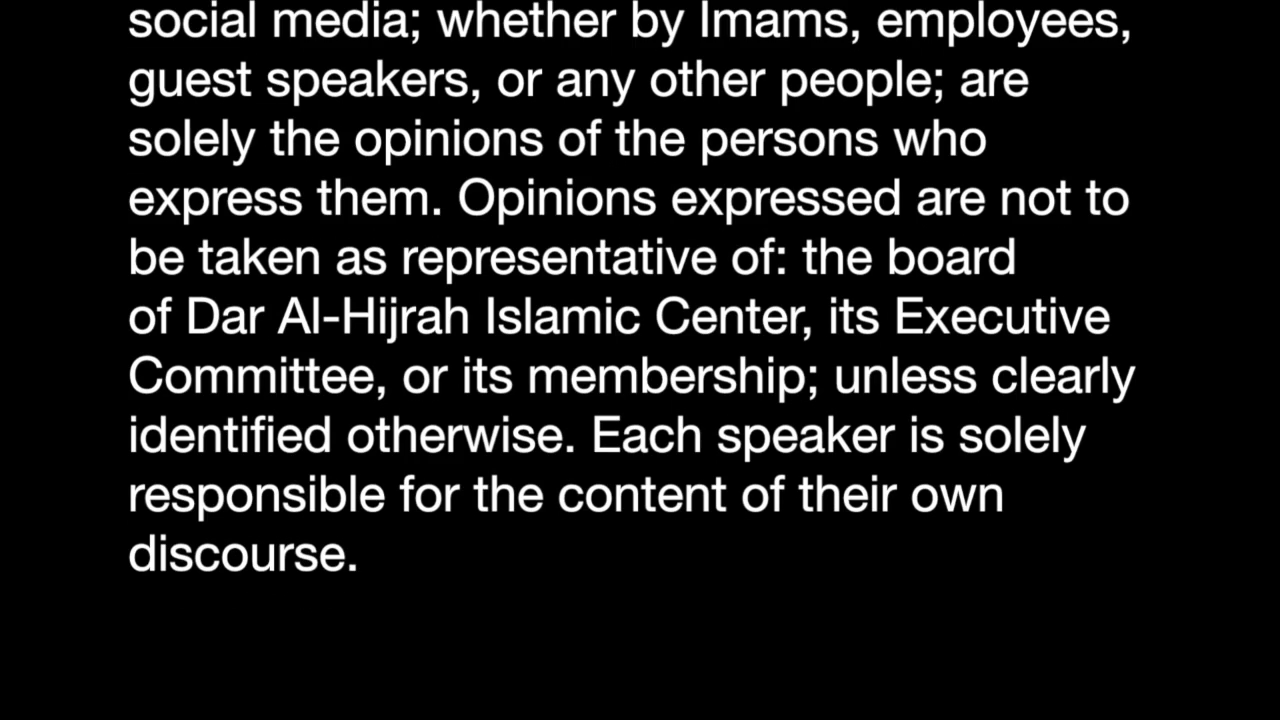 social media; whether by Imams, employees,
guest speakers, or any other people; are
solely the opinions of the persons who
express them. Opinions expressed are not to
be taken as representative of: the board
of Dar Al-Hijrah Islamic Center, its Executive
Committee, or its membership; unless clearly
identified otherwise. Each speaker is solely
responsible for the content of their own
discourse.